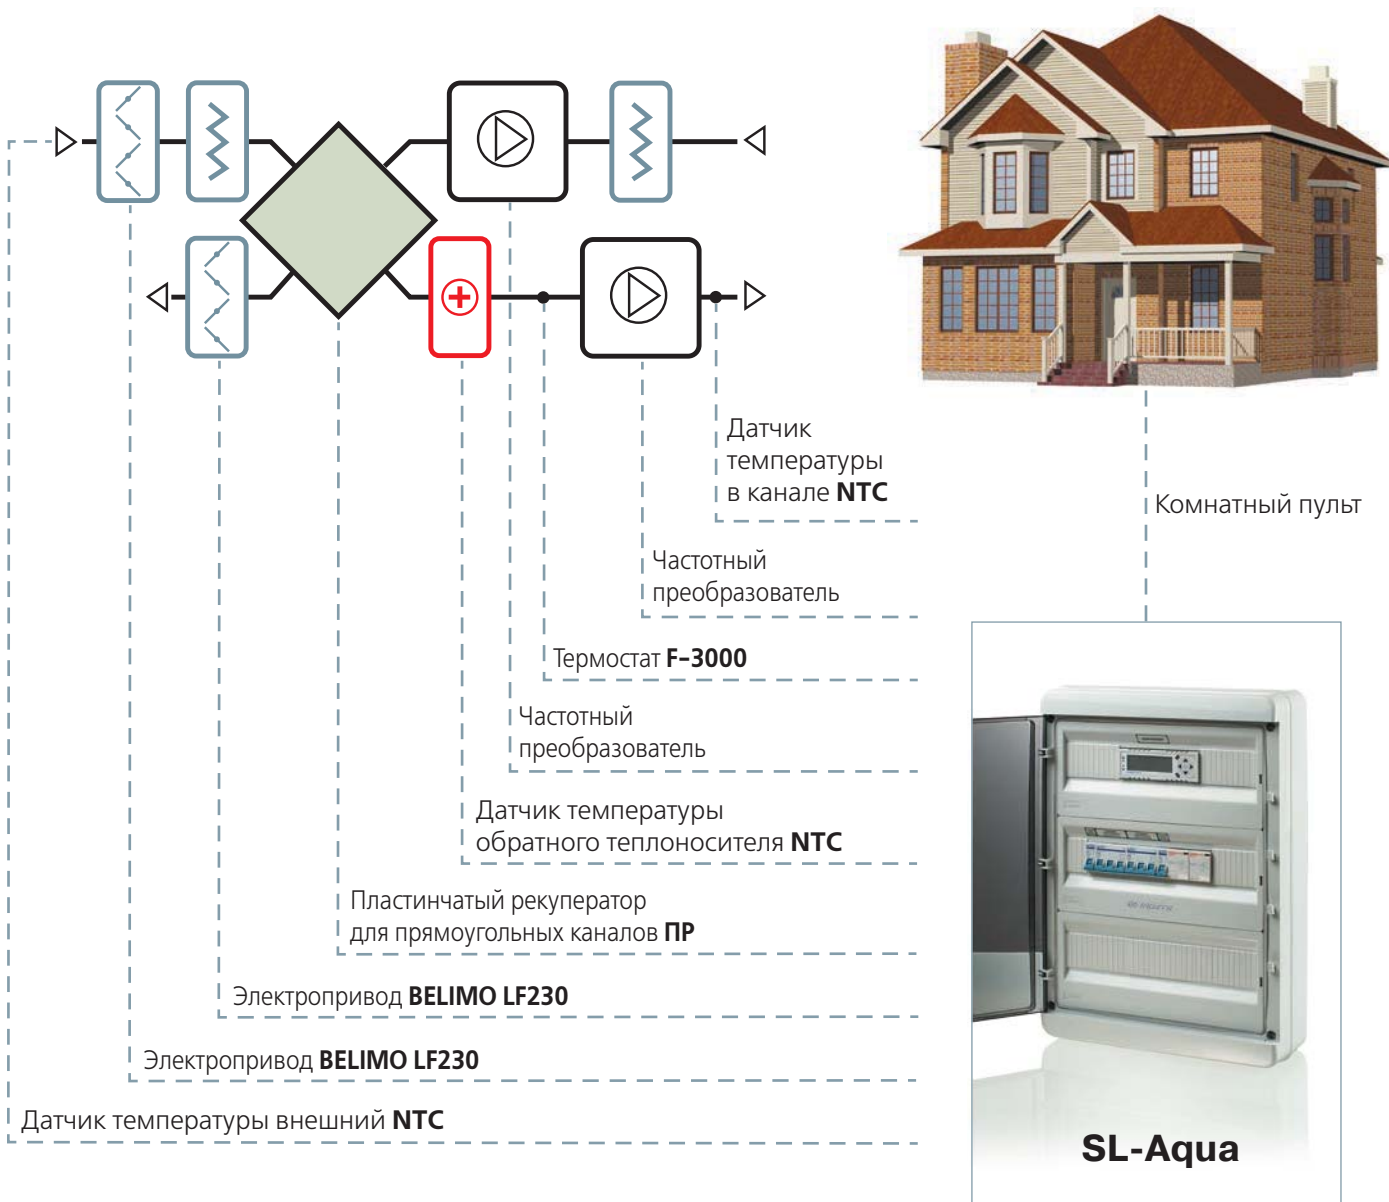 Датчик
температуры
в канале NTC
Комнатный пульт
Частотный
преобразователь
Термостат F-3000
Частотный
преобразователь
Датчик температуры
обратного теплоносителя NTC
Пластинчатый рекуператор
для прямоугольных каналов ПР
Электропривод BELIMO LF230
Электропривод BELIMO LF230
Датчик температуры внешний NTC
SL-Aqua